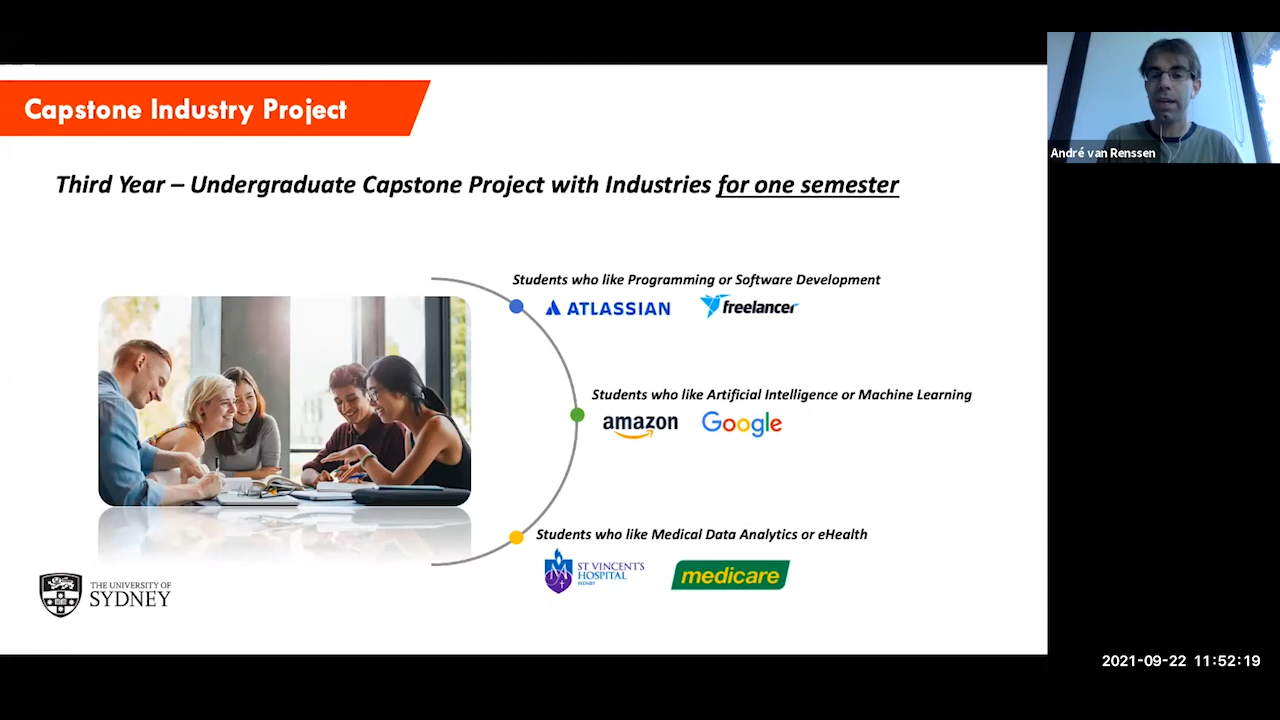 Capstone Industry Project
Third Year – Undergraduate Capstone Project with Industries for one semester
Students who like Programming or Software Development
ATLASSIAN
freelancer
Students who like Artificial Intelligence or Machine Learning
amazon
Google
Students who like Medical Data Analytics or eHealth
ST VINCENT'S
HOSPITAL
SYDNEY
medicare
THE UNIVERSITY OF
SYDNEY
André van Renssen
2021-09-22 11:52:19